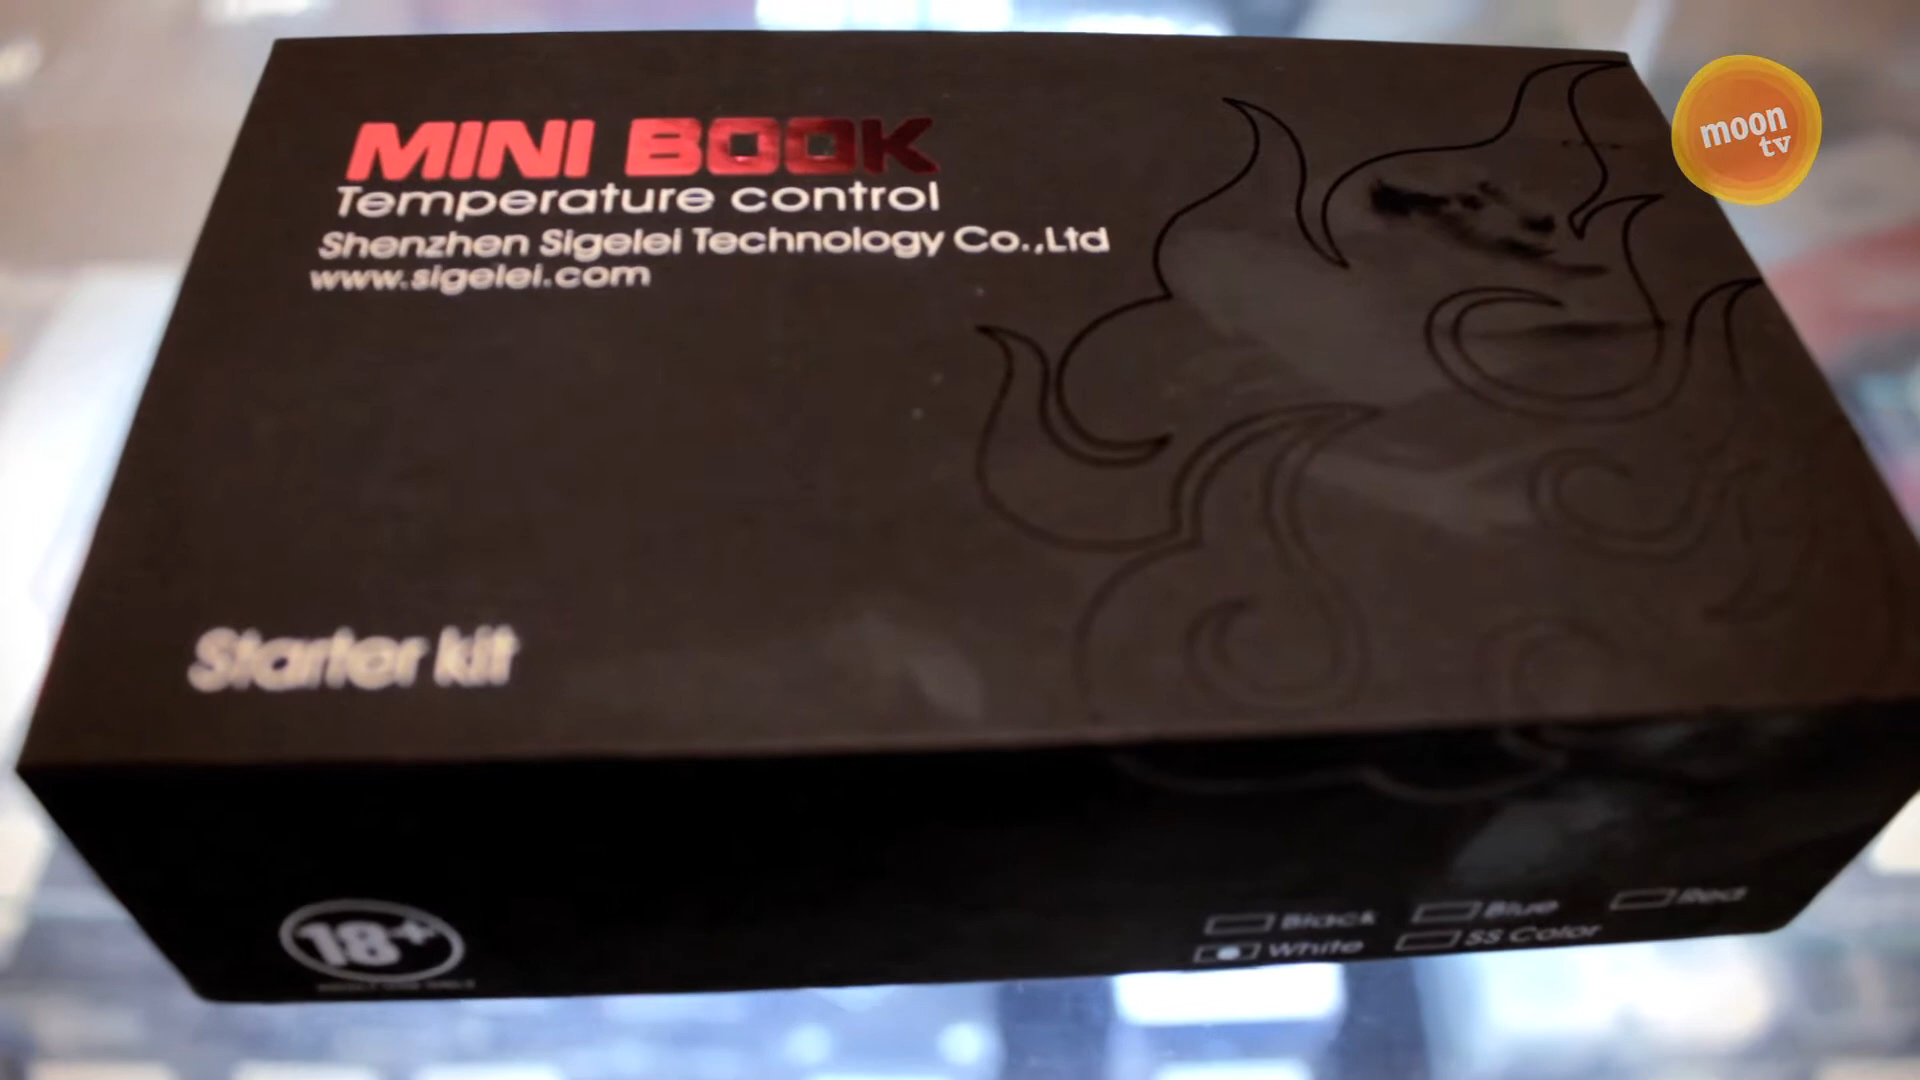 MINI BOOK
Temperature control
Shenzhen Sigelei Technology Co.,Ltd
www.sigelei.com
moon
tv
Starter kit
18+
Black Blue Red
White SS Color